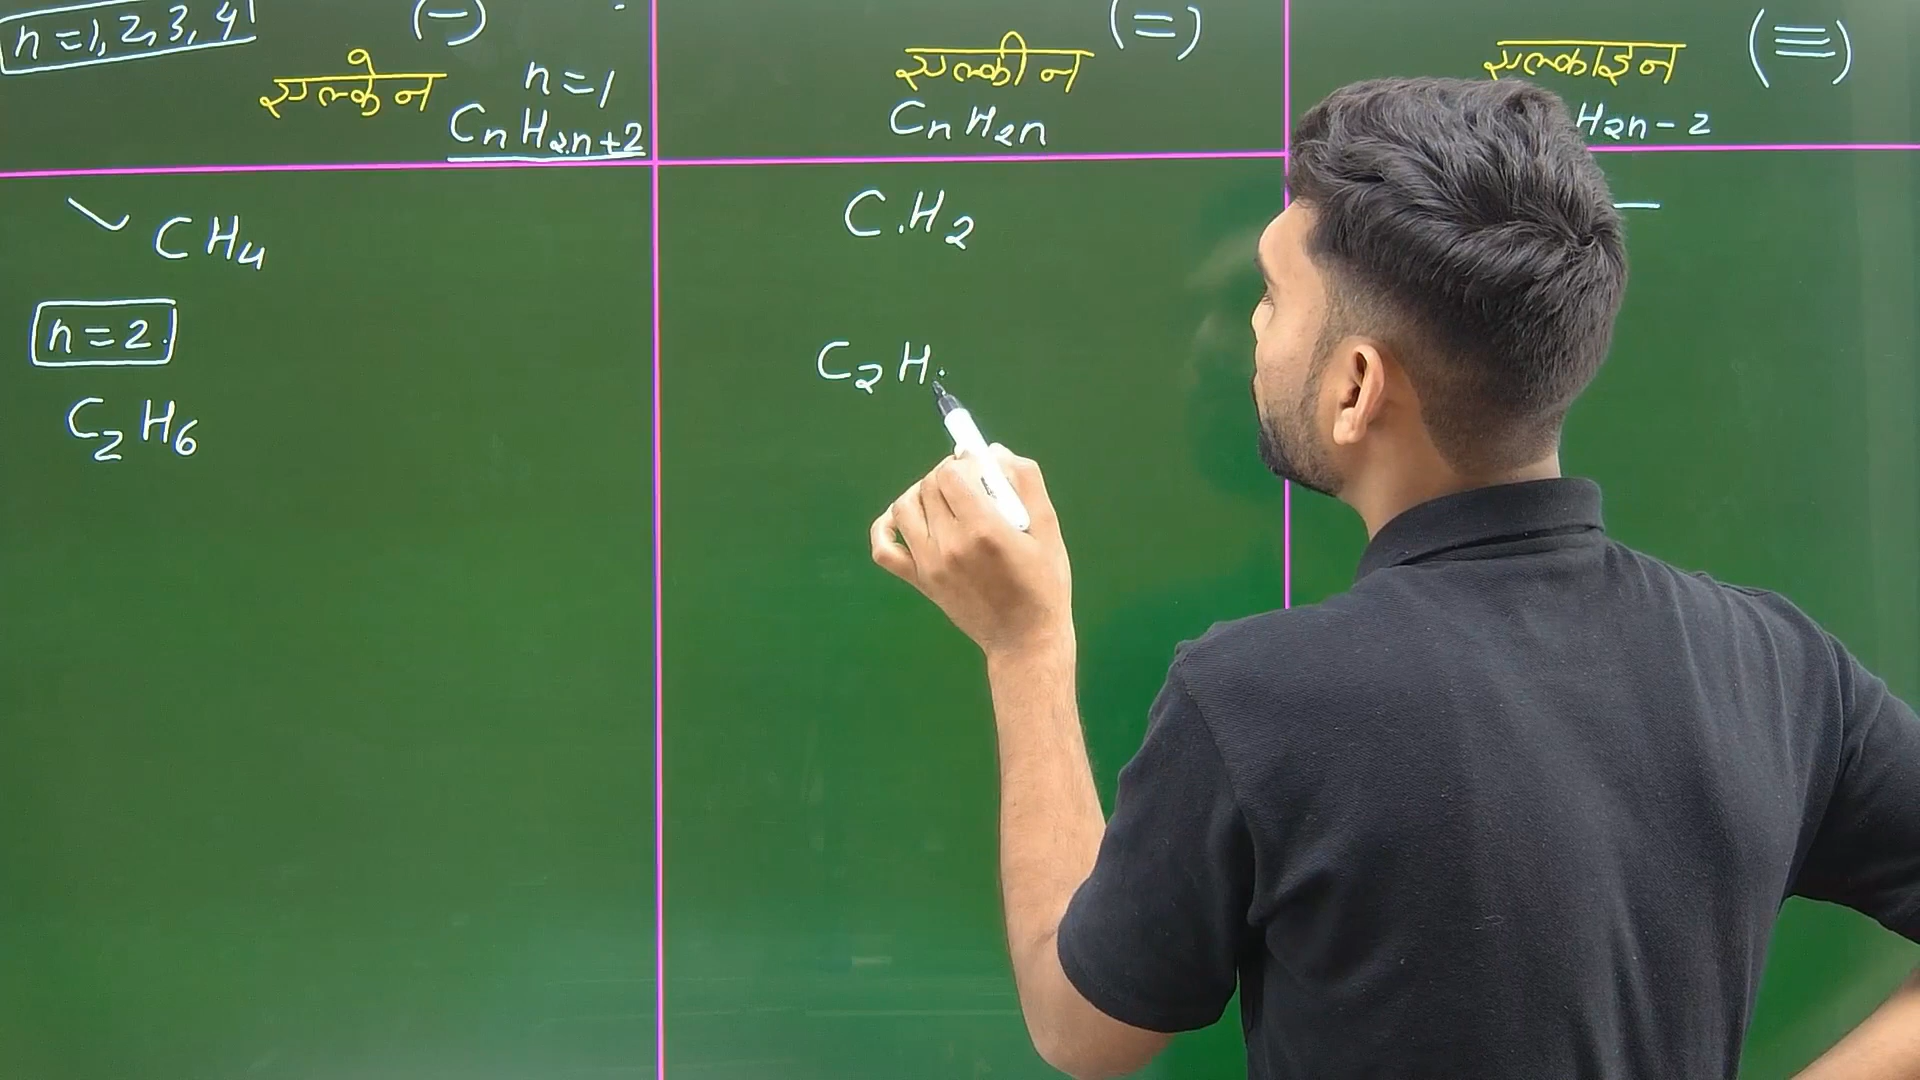 n=1,2,3,4
(-)
एल्केन
n=1
CnH2n+2
CH4
n=2.
C2H6
(=)
एल्कीन
CnH2n
C.H2
C2H
एल्काइन
(≡)
H2n-2
—